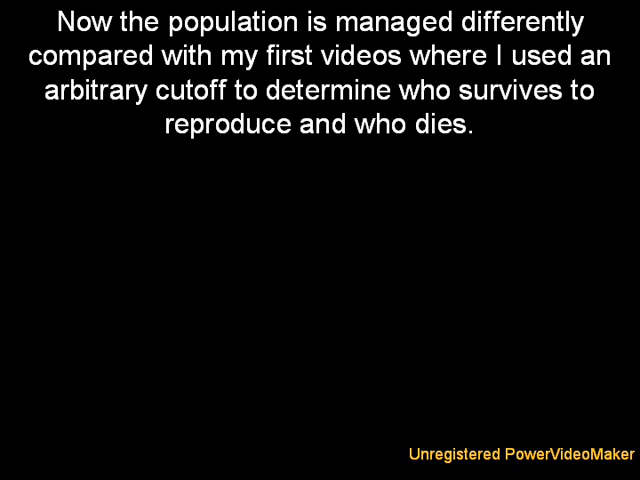 Now the population is managed differently
compared with my first videos where I used an
arbitrary cutoff to determine who survives to
reproduce and who dies.
Unregistered PowerVideoMaker